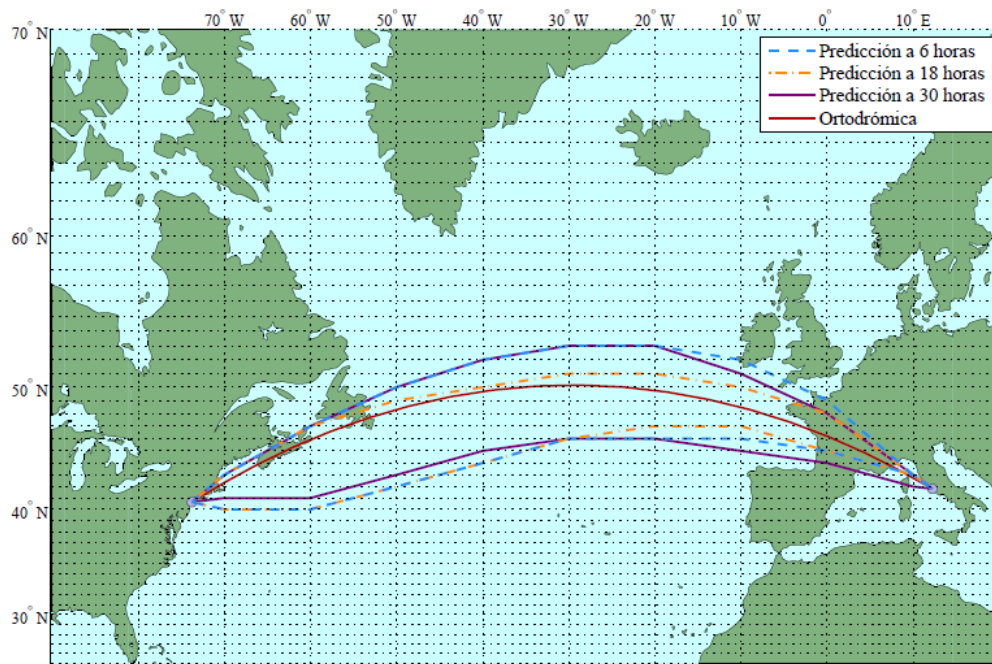 70° W 60° W 50° W 40° W 30° W 20° W 10° W 0° 10° E
70° N
60° N
50° N
40° N
30° N
Predicción a 6 horas
Predicción a 18 horas
Predicción a 30 horas
Ortodrómica